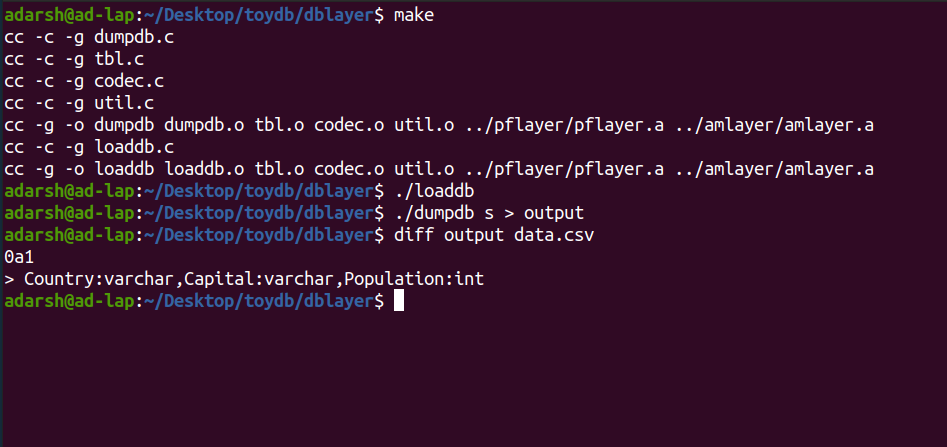 adarsh@ad-lap:~/Desktop/toydb/dblayer$ make
cc -c -g dumpdb.c
cc -c -g tbl.c
cc -c -g codec.c
cc -c -g util.c
cc -g -o dumpdb dumpdb.o tbl.o codec.o util.o ../pflayer/pflayer.a ../amlayer/amlayer.a
cc -c -g loaddb.c
cc -g -o loaddb loaddb.o tbl.o codec.o util.o ../pflayer/pflayer.a ../amlayer/amlayer.a
adarsh@ad-lap:~/Desktop/toydb/dblayer$ ./loaddb
adarsh@ad-lap:~/Desktop/toydb/dblayer$ ./dumpdb s > output
adarsh@ad-lap:~/Desktop/toydb/dblayer$ diff output data.csv
0a1
> Country:varchar,Capital:varchar,Population:int
adarsh@ad-lap:~/Desktop/toydb/dblayer$